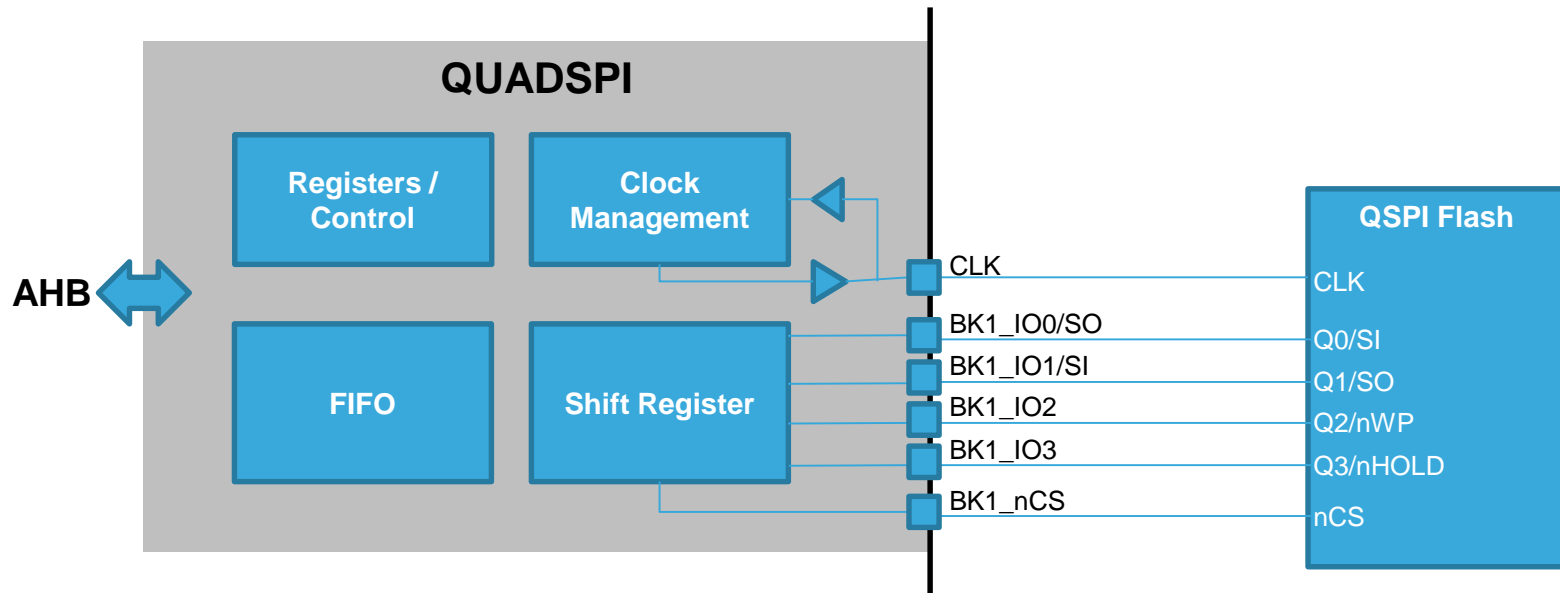 QUADSPI
Registers /
Control
Clock
Management
AHB
FIFO
Shift Register
CLK
BK1_IO0/SO
BK1_IO1/SI
BK1_IO2
BK1_IO3
BK1_nCS
QSPI Flash
CLK
Q0/SI
Q1/SO
Q2/nWP
Q3/nHOLD
nCS